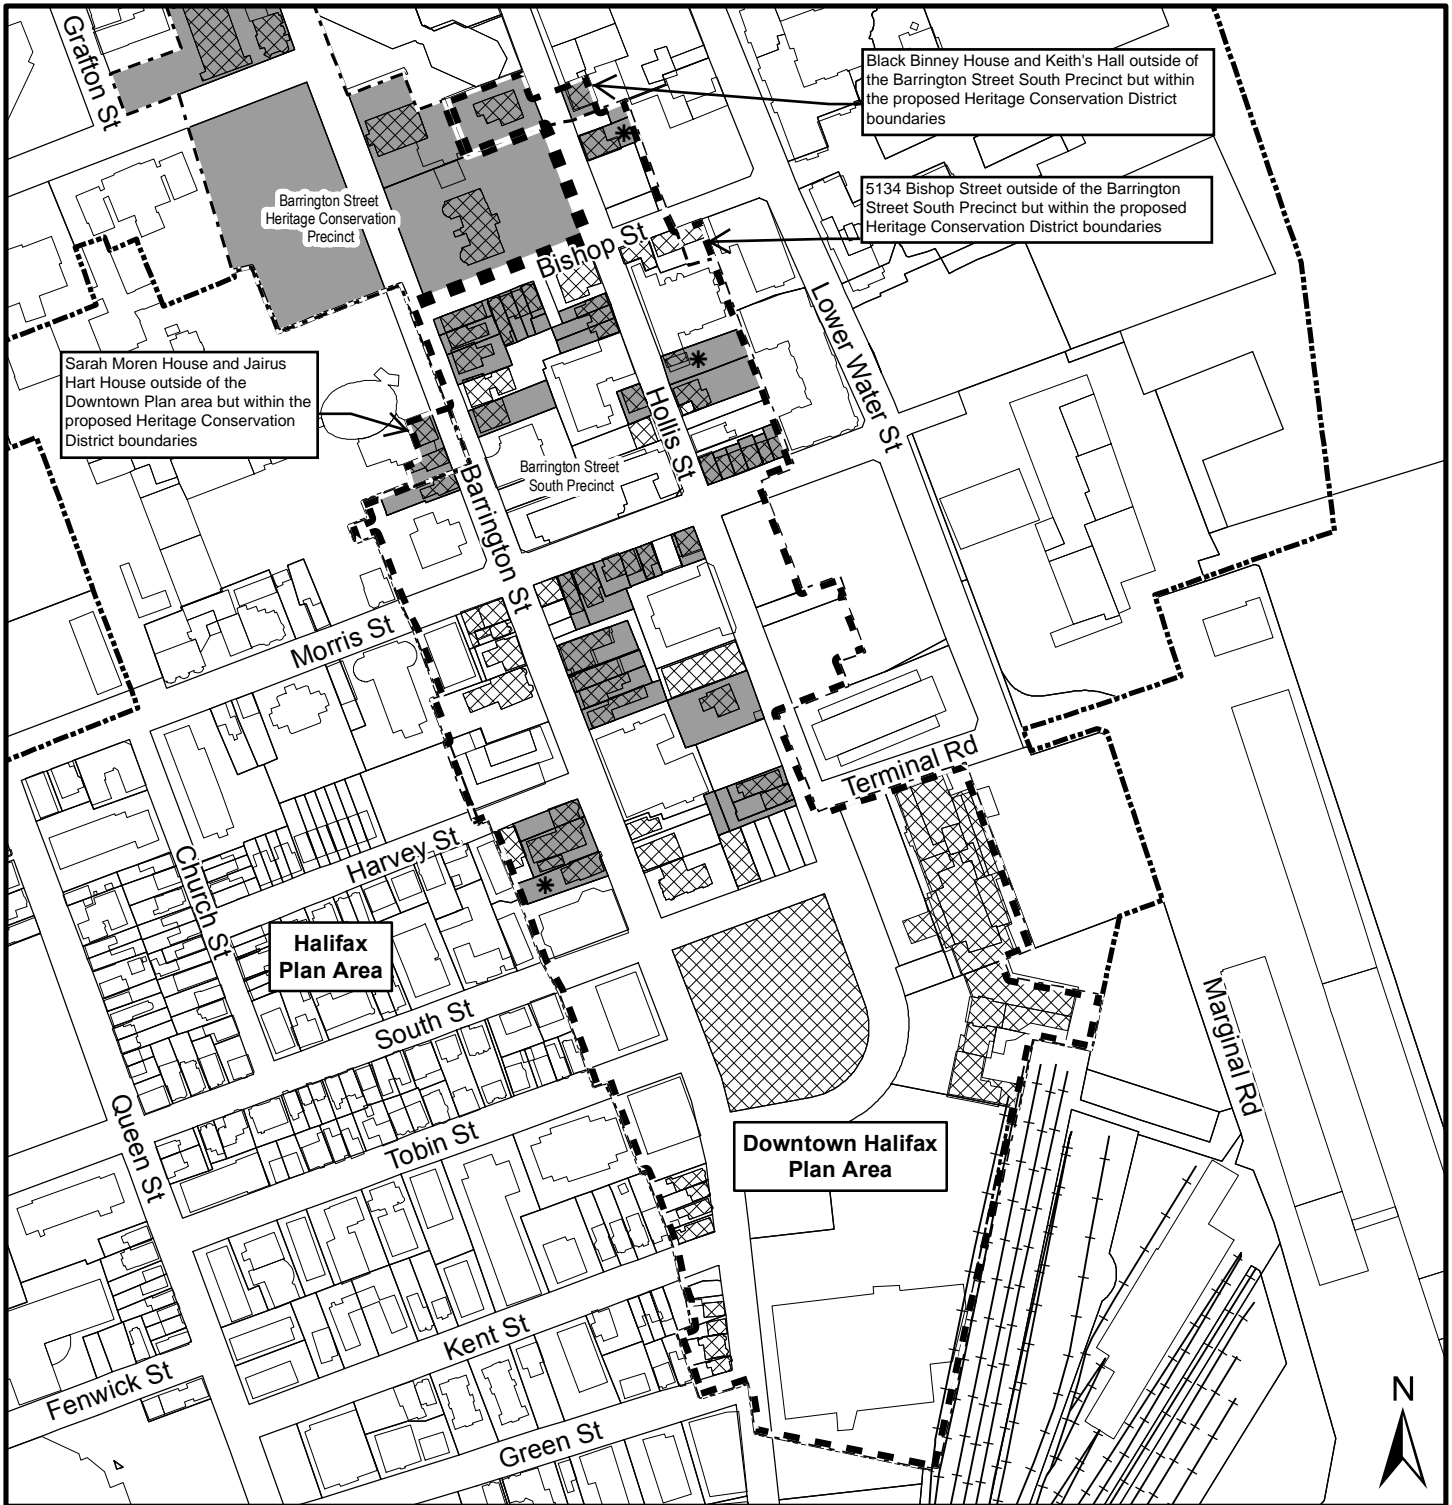 Grafton St
Black Binney House and Keith's Hall outside of
the Barrington Street South Precinct but within
the proposed Heritage Conservation District
boundaries
Barrington Street
Heritage Conservation
Precinct
5134 Bishop Street outside of the Barrington
Street South Precinct but within the proposed
Heritage Conservation District boundaries
Bishop St
Lower Water St
Sarah Moren House and Jairus
Hart House outside of the
Downtown Plan area but within the
proposed Heritage Conservation
District boundaries
Hollis St
Barrington Street
South Precinct
Barrington St
Morris St
Terminal Rd
Harvey St
Church St
Halifax
Plan Area
South St
Marginal Rd
Queen St
Tobin St
Downtown Halifax
Plan Area
Kent St
Fenwick St
Green St
N